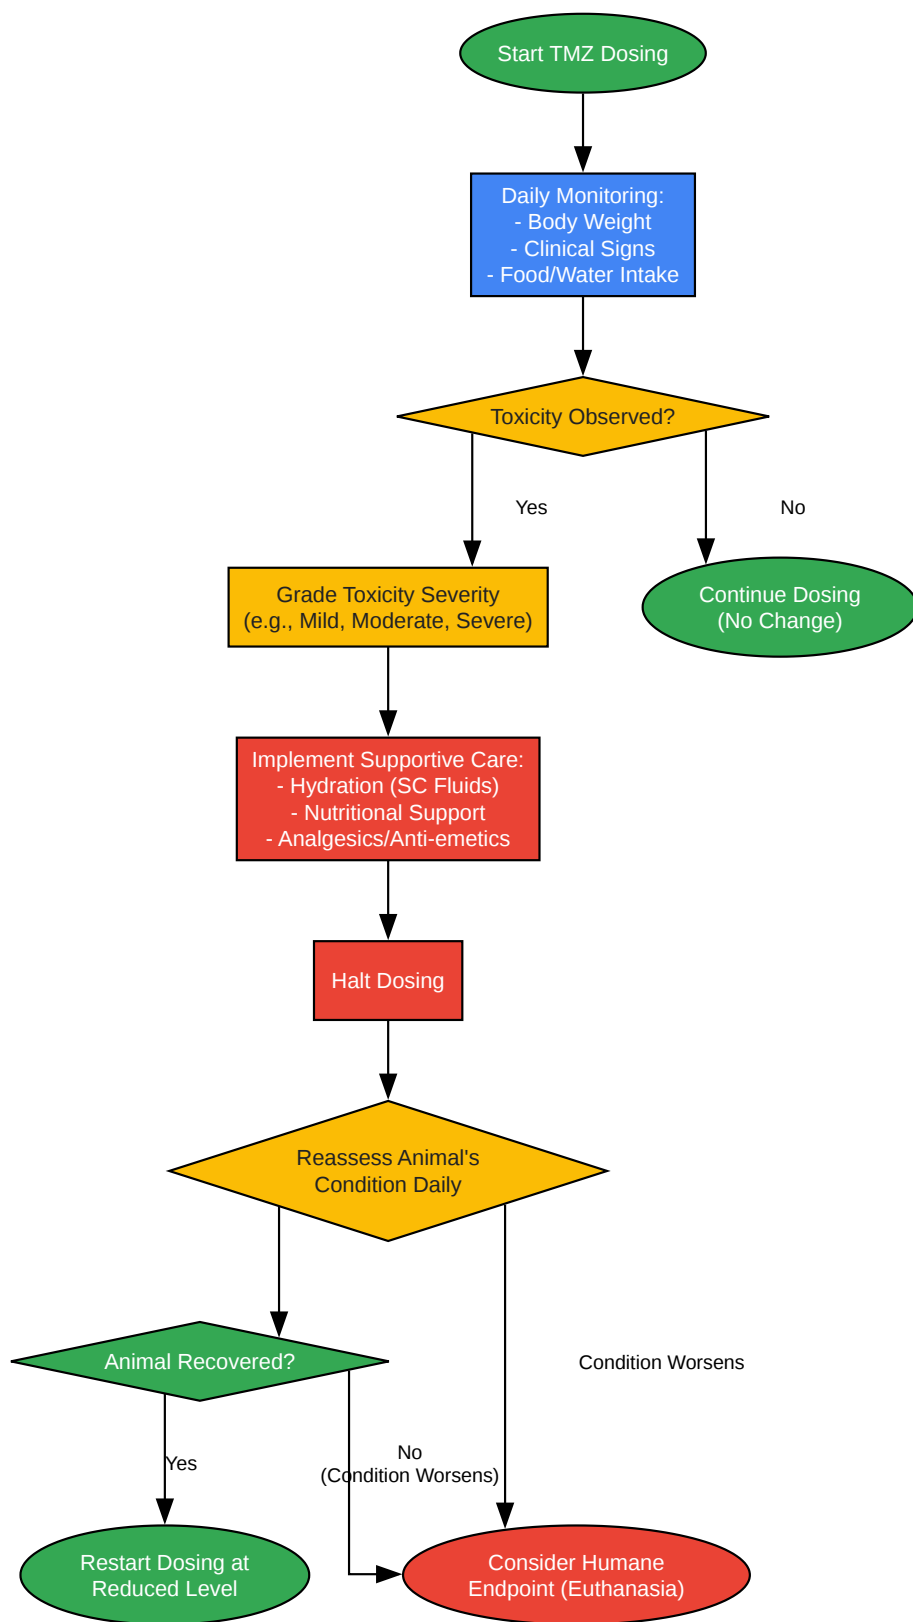 Start TMZ Dosing
Daily Monitoring:
- Body Weight
- Clinical Signs
- Food/Water Intake
Toxicity Observed?
Yes
No
Grade Toxicity Severity
(e.g., Mild, Moderate, Severe)
Continue Dosing
(No Change)
Implement Supportive Care:
- Hydration (SC Fluids)
- Nutritional Support
- Analgesics/Anti-emetics
Halt Dosing
Reassess Animal's
Condition Daily
Animal Recovered?
Condition Worsens
Yes
No
(Condition Worsens)
Restart Dosing at
Reduced Level
Consider Humane
Endpoint (Euthanasia)